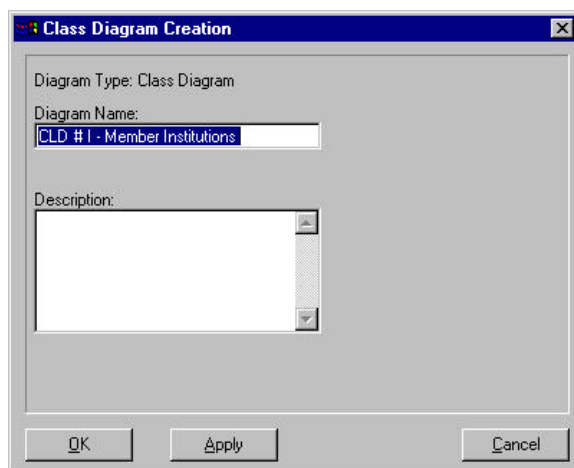 Class Diagram Creation
Diagram Type: Class Diagram
Diagram Name:
CLD # I - Member Institutions
Description:
OK Apply Cancel